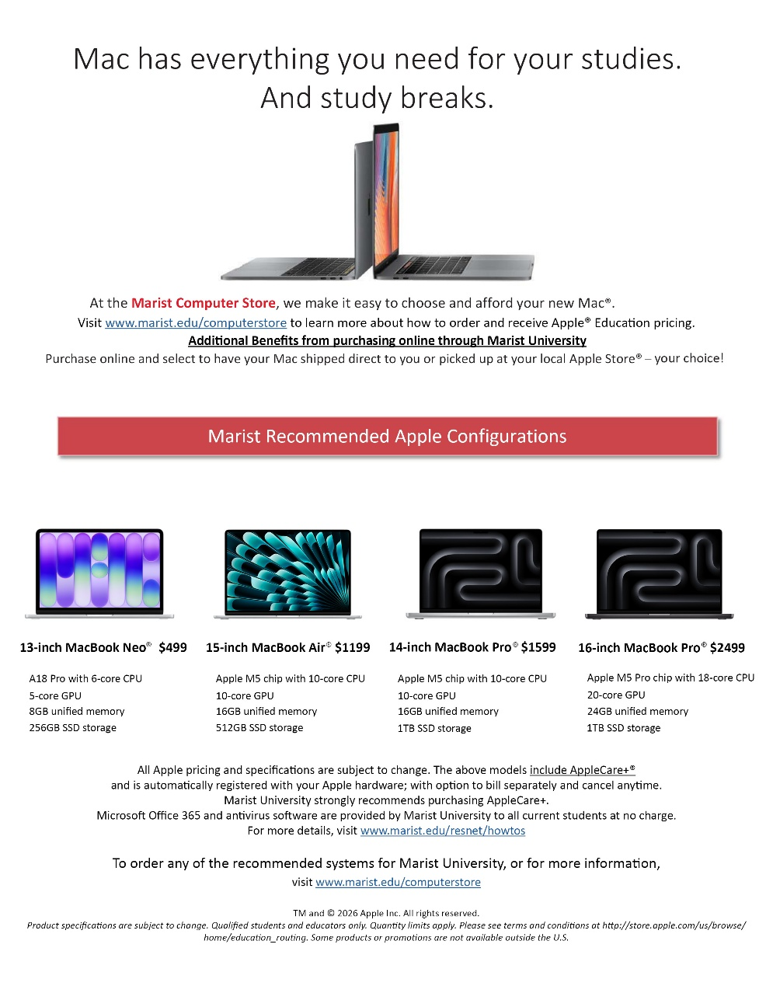 Mac has everything you need for your studies.
And study breaks.
At the Marist Computer Store, we make it easy to choose and afford your new Mac®.
Visit www.marist.edu/computerstore to learn more about how to order and receive Apple® Education pricing.
Additional Benefits from purchasing online through Marist University
Purchase online and select to have your Mac shipped direct to you or picked up at your local Apple Store® – your choice!
Marist Recommended Apple Configurations
13-inch MacBook Neo® $499
A18 Pro with 6-core CPU
5-core GPU
8GB unified memory
256GB SSD storage
15-inch MacBook Air® $1199
Apple M5 chip with 10-core CPU
10-core GPU
16GB unified memory
512GB SSD storage
14-inch MacBook Pro® $1599
Apple M5 chip with 10-core CPU
10-core GPU
16GB unified memory
1TB SSD storage
16-inch MacBook Pro® $2499
Apple M5 Pro chip with 18-core CPU
20-core GPU
24GB unified memory
1TB SSD storage
All Apple pricing and specifications are subject to change. The above models include AppleCare+®
and is automatically registered with your Apple hardware; with option to bill separately and cancel anytime.
Marist University strongly recommends purchasing AppleCare+.
Microsoft Office 365 and antivirus software are provided by Marist University to all current students at no charge.
For more details, visit www.marist.edu/resnet/howtos
To order any of the recommended systems for Marist University, or for more information,
visit www.marist.edu/computerstore
TM and © 2026 Apple Inc. All rights reserved.
Product specifications are subject to change. Qualified students and educators only. Quantity limits apply. Please see terms and conditions at http://store.apple.com/us/browse/
home/education_routing. Some products or promotions are not available outside the U.S.